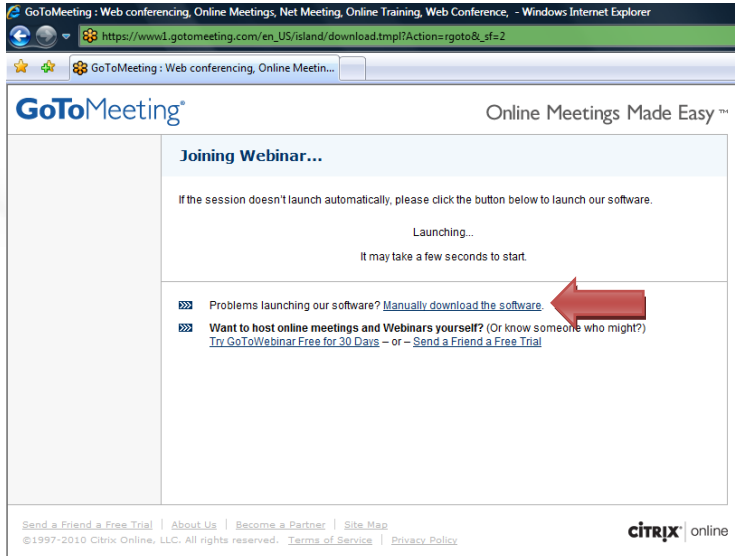 GoToMeeting : Web conferencing, Online Meetings, Net Meeting, Online Training, Web Conference, - Windows Internet Explorer
https://www1.gotomeeting.com/en_US/island/download.tmpl?Action=rgoto&_sf=2
GoToMeeting : Web conferencing, Online Meetin...
GoToMeeting®
Online Meetings Made Easy ™
Joining Webinar...
If the session doesn't launch automatically, please click the button below to launch our software.
Launching...
It may take a few seconds to start.
Problems launching our software? Manually download the software.
Want to host online meetings and Webinars yourself? (Or know someone who might?)
Try GoToWebinar Free for 30 Days – or – Send a Friend a Free Trial
Send a Friend a Free Trial | About Us | Become a Partner | Site Map
©1997-2010 Citrix Online, LLC. All rights reserved. Terms of Service | Privacy Policy
CİTRIX® online